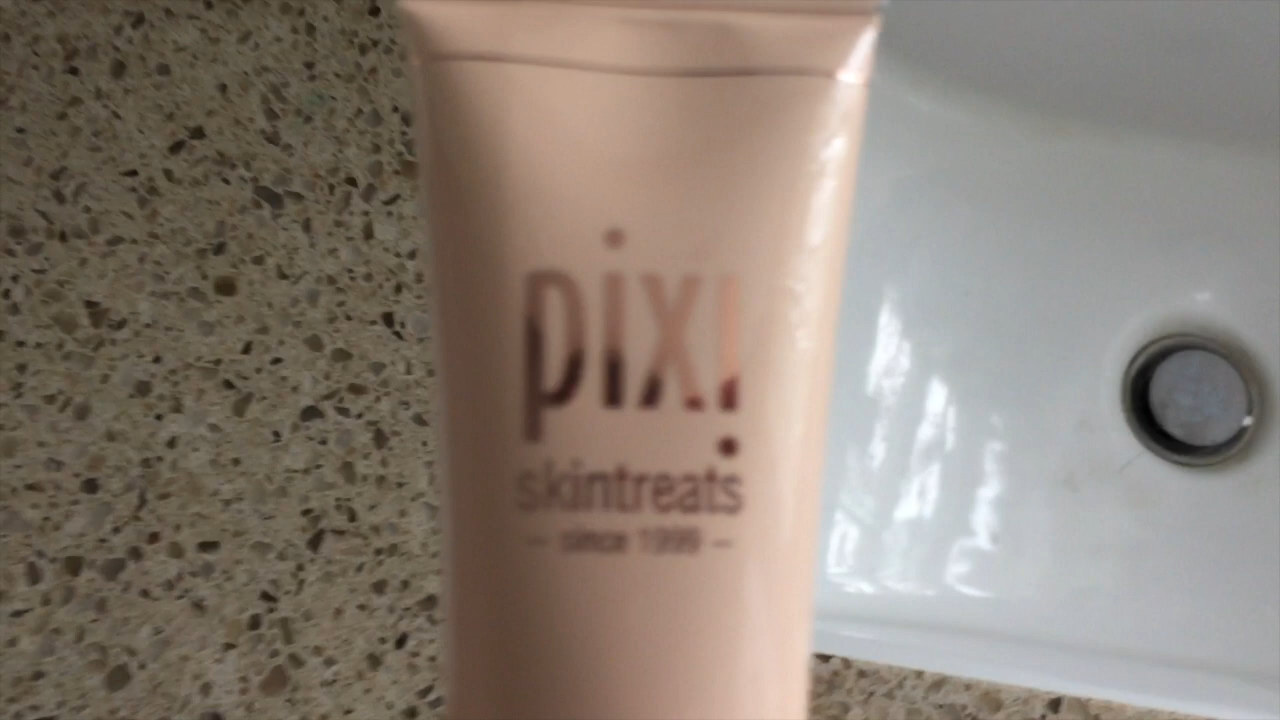 pixi
skintreats
– since 1999 –